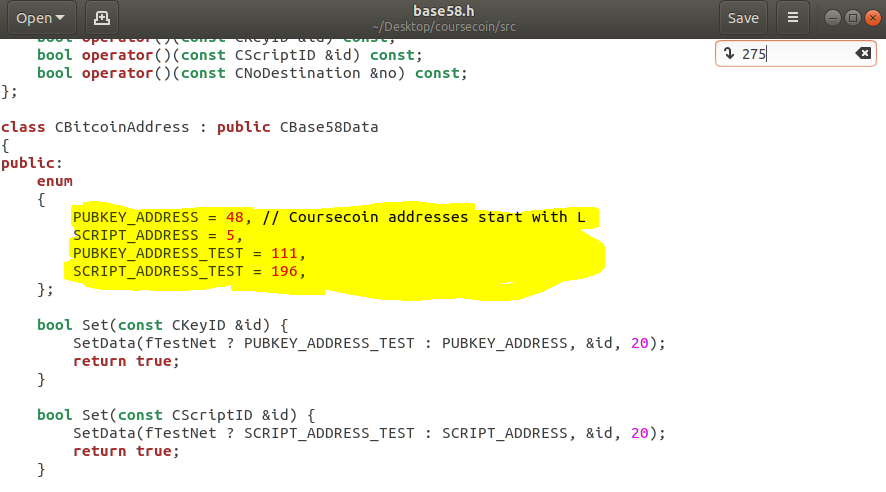 Open
base58.h
~/Desktop/coursecoin/src
Save
275
bool operator()(const CKeyID &id) const;
bool operator()(const CScriptID &id) const;
bool operator()(const CNoDestination &no) const;
};
class CBitcoinAddress : public CBase58Data
{
public:
enum
{
PUBKEY_ADDRESS = 48, // Coursecoin addresses start with L
SCRIPT_ADDRESS = 5,
PUBKEY_ADDRESS_TEST = 111,
SCRIPT_ADDRESS_TEST = 196,
};
bool Set(const CKeyID &id) {
SetData(fTestNet ? PUBKEY_ADDRESS_TEST : PUBKEY_ADDRESS, &id, 20);
return true;
}
bool Set(const CScriptID &id) {
SetData(fTestNet ? SCRIPT_ADDRESS_TEST : SCRIPT_ADDRESS, &id, 20);
return true;
}